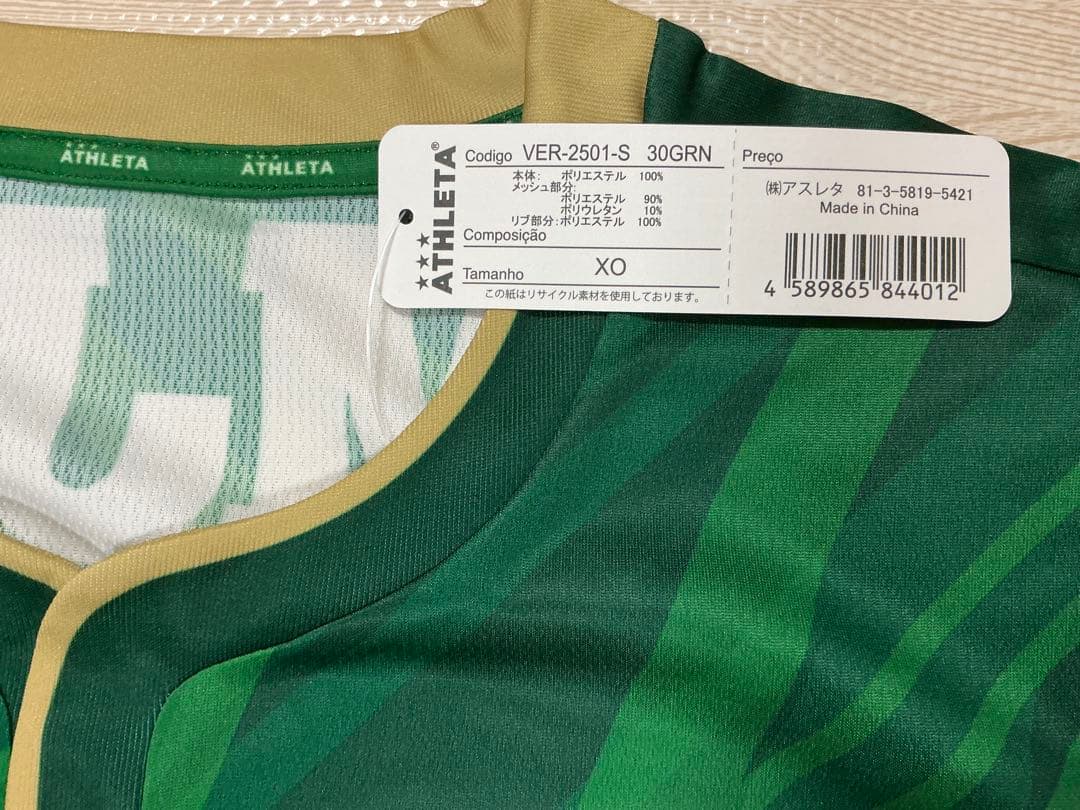 ATHLETA
ATHLETA
ATHLETA®
Codigo VER-2501-S 30GRN
本体: ポリエステル 100%
メッシュ部分:
ポリエステル 90%
ポリウレタン 10%
リブ部分:ポリエステル 100%
Composição
Tamanho XO
この紙はリサイクル素材を使用しております。
Preço
㈱アスレタ 81-3-5819-5421
Made in China
4 589865 844012